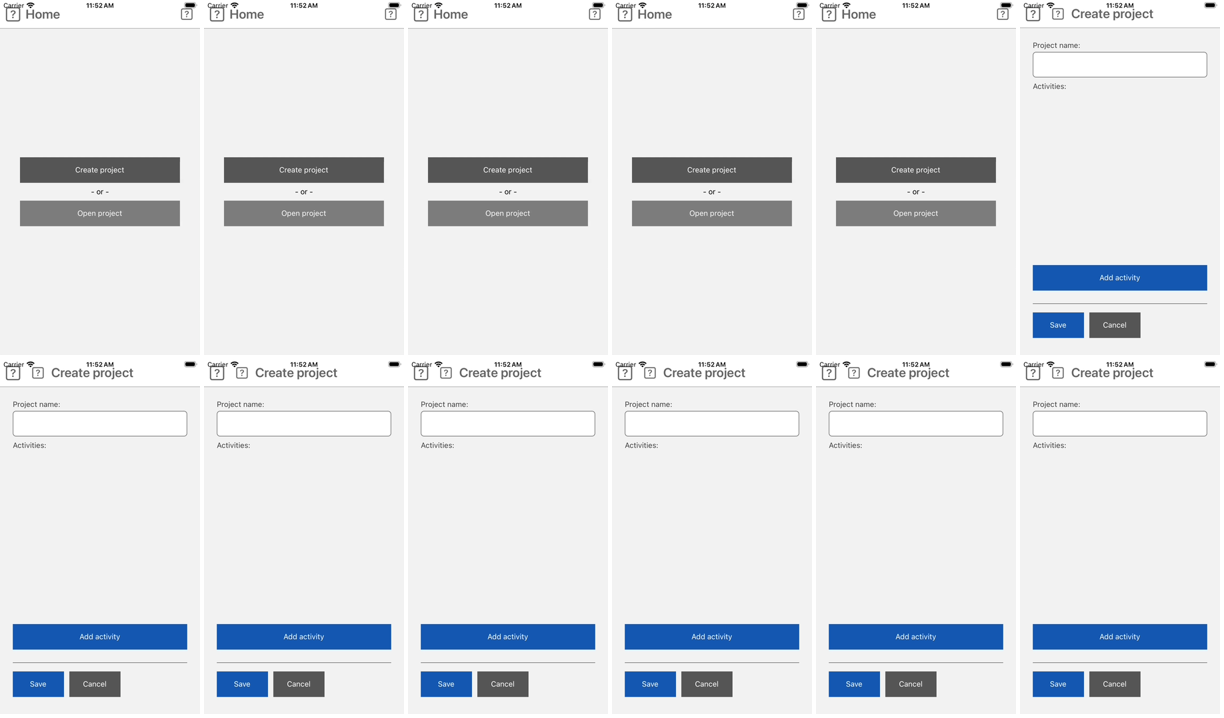 Carrier 11:52 AM
? Home ?
Create project
- or -
Open project
Carrier 11:52 AM
? Home ?
Create project
- or -
Open project
Carrier 11:52 AM
? Home ?
Create project
- or -
Open project
Carrier 11:52 AM
? Home ?
Create project
- or -
Open project
Carrier 11:52 AM
? Home ?
Create project
- or -
Open project
Carrier 11:52 AM
? ? Create project
Project name:
Activities:
Add activity
Save Cancel
Carrier 11:52 AM
? ? Create project
Project name:
Activities:
Add activity
Save Cancel
Carrier 11:52 AM
? ? Create project
Project name:
Activities:
Add activity
Save Cancel
Carrier 11:52 AM
? ? Create project
Project name:
Activities:
Add activity
Save Cancel
Carrier 11:52 AM
? ? Create project
Project name:
Activities:
Add activity
Save Cancel
Carrier 11:52 AM
? ? Create project
Project name:
Activities:
Add activity
Save Cancel
Carrier 11:52 AM
? ? Create project
Project name:
Activities:
Add activity
Save Cancel